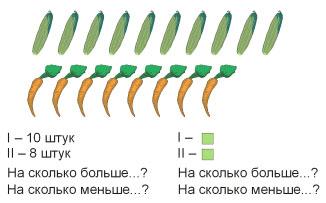 I – 10 штук
II – 8 штук
На сколько больше...?
На сколько меньше...?
I –
II –
На сколько больше...?
На сколько меньше...?